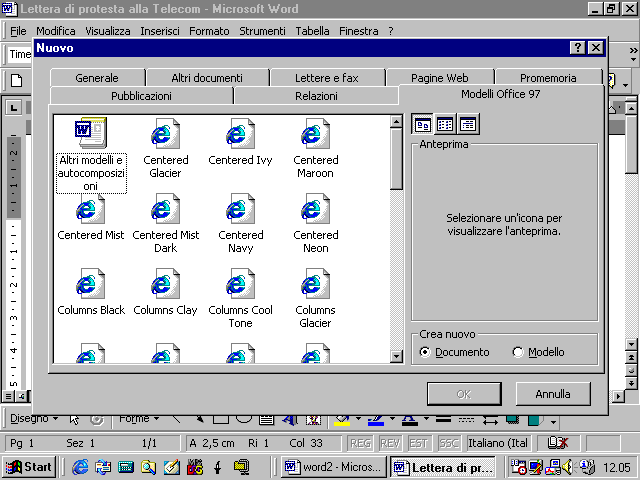 Lettera di protesta alla Telecom - Microsoft Word
File Modifica Visualizza Inserisci Formato Strumenti Tabella Finestra ?
Time
Nuovo
Generale Altri documenti Lettere e fax Pagine Web Promemoria
Pubblicazioni Relazioni Modelli Office 97
Altri modelli e
autocomposizi
oni
Centered
Glacier
Centered Ivy
Centered
Maroon
Centered Mist
Centered Mist
Dark
Centered
Navy
Centered
Neon
Columns Black
Columns Clay
Columns Cool
Tone
Columns
Glacier
Anteprima
Selezionare un'icona per
visualizzare l'anteprima.
Crea nuovo
Documento Modello
OK Annulla
Disegno Forme
Pg 1 Sez 1 1/1 A 2,5 cm Ri 1 Col 33 REG REV EST SSC Italiano (Ital
Start word2 - Micros... Lettera di pr... 12.05